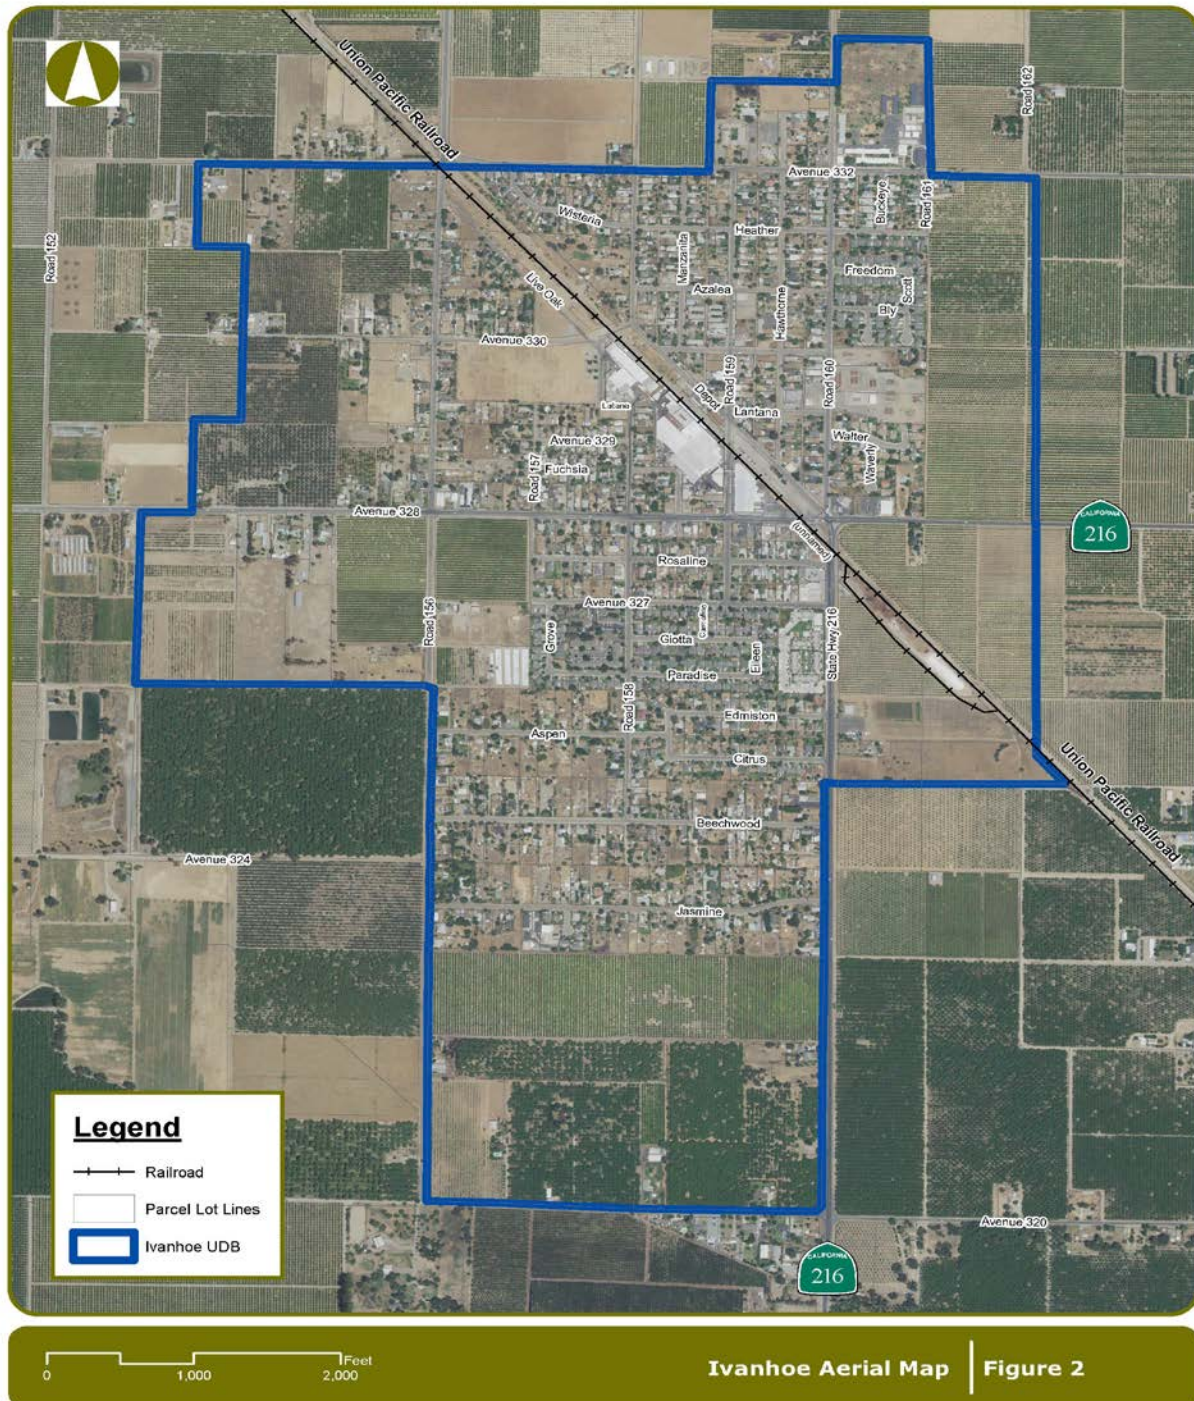 Union Pacific Railroad
Road 162
Avenue 332
Wisteria
Buckeye
Road 161
Heather
Road 152
Manzanita
Freedom
Live Oak
Azalea
Scott
Hawthorne
Bly
Avenue 330
Road 159
Road 160
Depot
Lantana
Walter
Avenue 329
Waverly
Road 157
Fuchsia
Avenue 328
CALIFORNIA
216
(unnamed)
Rosaline
Road 156
Avenue 327
Grove
Giotta
Eileen
State Hwy 216
Paradise
Road 158
Edmiston
Aspen
Citrus
Union Pacific Railroad
Beechwood
Avenue 324
Jasmine
Avenue 320
CALIFORNIA
216
Legend
Railroad
Parcel Lot Lines
Ivanhoe UDB
Feet
0 1,000 2,000
Ivanhoe Aerial Map
Figure 2